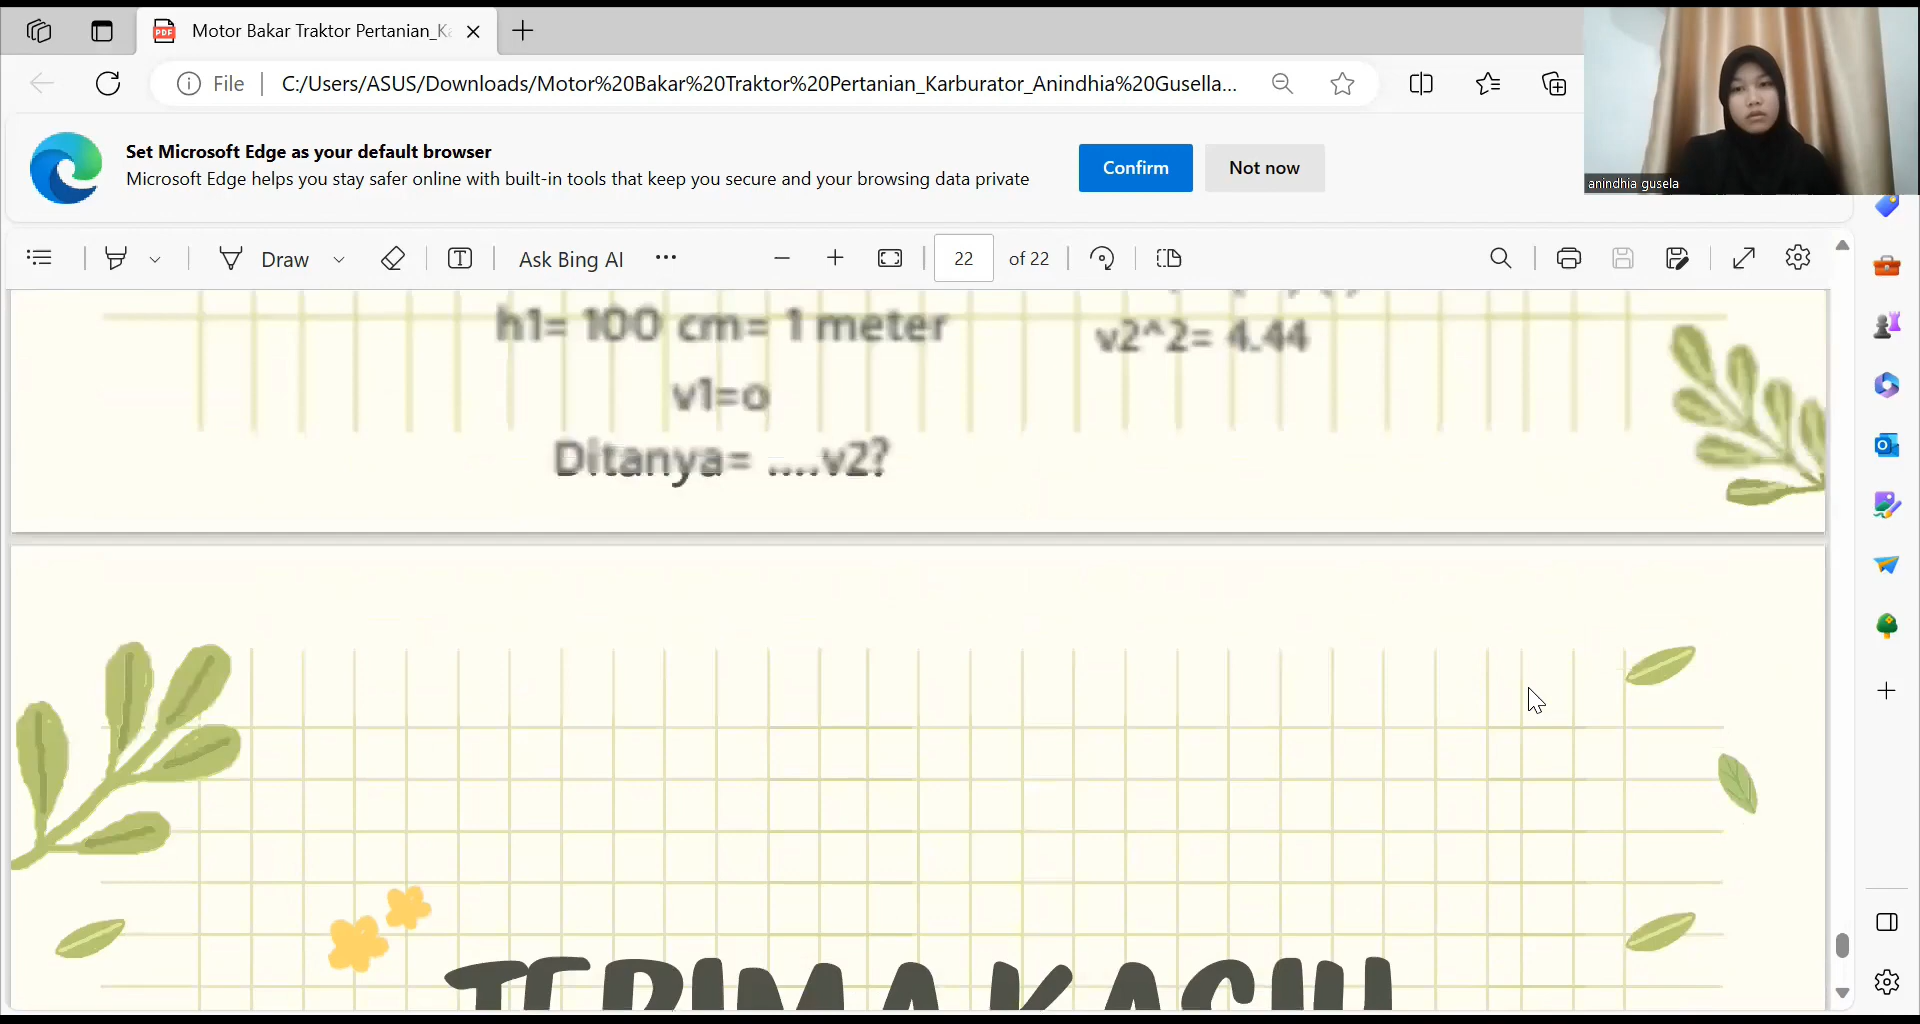 Motor Bakar Traktor Pertanian_Ka
File
C:/Users/ASUS/Downloads/Motor%20Bakar%20Traktor%20Pertanian_Karburator_Anindhia%20Gusella...
Set Microsoft Edge as your default browser
Microsoft Edge helps you stay safer online with built-in tools that keep you secure and your browsing data private
Confirm
Not now
anindhia gusela
Draw
Ask Bing AI
22
of 22
h1= 100 cm= 1 meter
v2^2= 4.44
v1=o
Ditanya= ....v2?
TERIMA KASIH